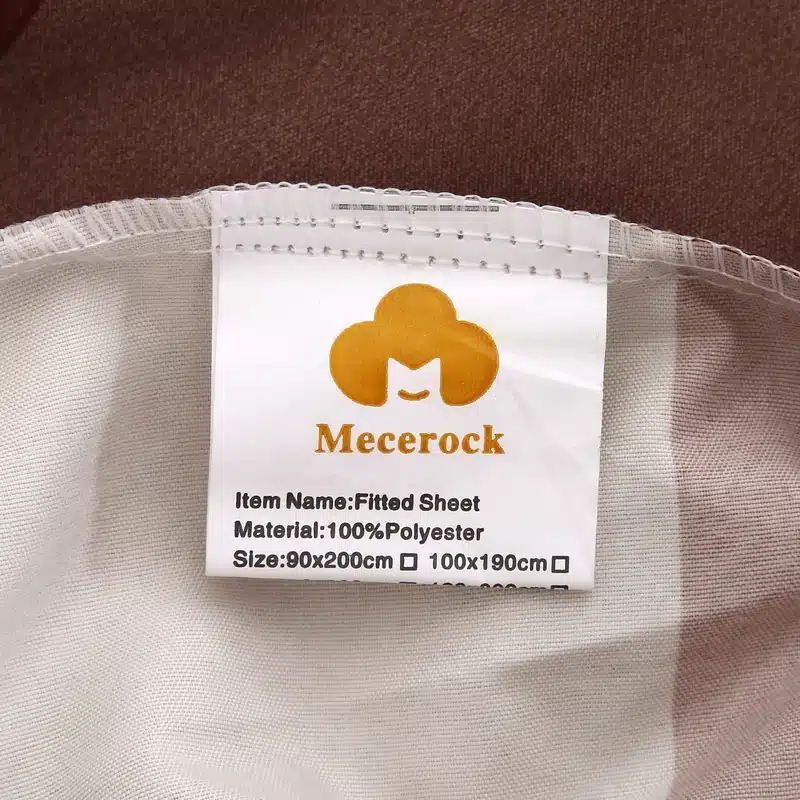 Mecerock
Item Name:Fitted Sheet
Material:100%Polyester
Size:90x200cm □ 100x190cm□